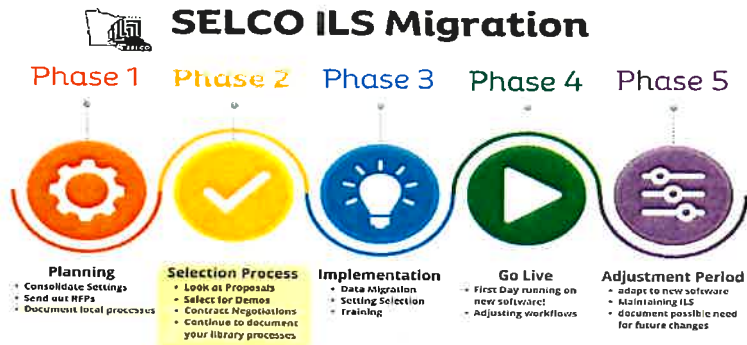 SELCO
SELCO ILS Migration
Phase 1
Phase 2
Phase 3
Phase 4
Phase 5
Planning
• Consolidate Settings
• Send out RFPs
• Document local processes
Selection Process
• Look at Proposals
• Select for Demos
• Contract Negotiations
• Continue to document
your library processes
Implementation
• Data Migration
• Setting Selection
• Training
Go Live
• First Day running on
new software!
• Adjusting workflows
Adjustment Period
• adapt to new software
• Maintaining ILS
• document possible need
for future changes